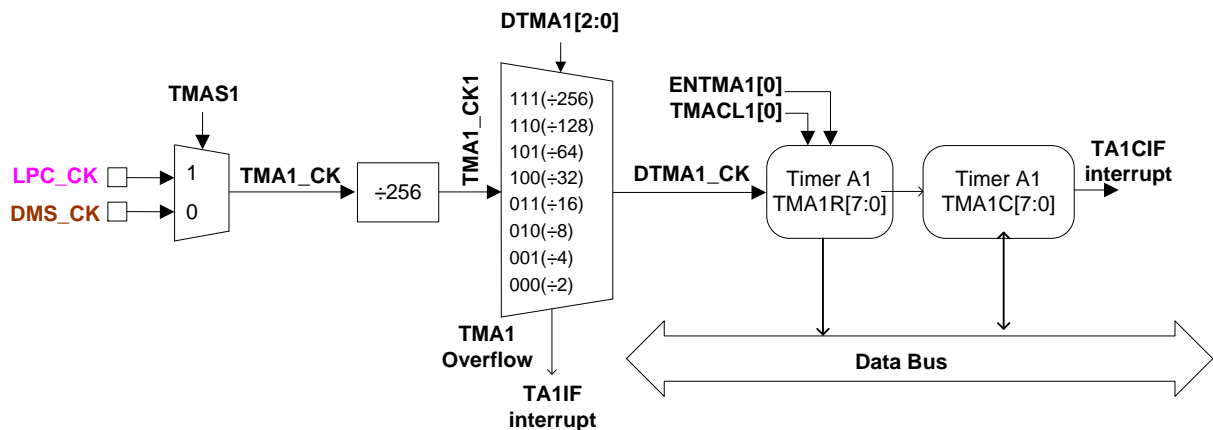 DTMA1[2:0]
TMAS1
LPC_CK
DMS_CK
1
0
TMA1_CK
÷256
TMA1_CK1
111(÷256)
110(÷128)
101(÷64)
100(÷32)
011(÷16)
010(÷8)
001(÷4)
000(÷2)
TMA1
Overflow
TA1IF
interrupt
DTMA1_CK
ENTMA1[0]
TMACL1[0]
Timer A1
TMA1R[7:0]
Timer A1
TMA1C[7:0]
TA1CIF
interrupt
Data Bus